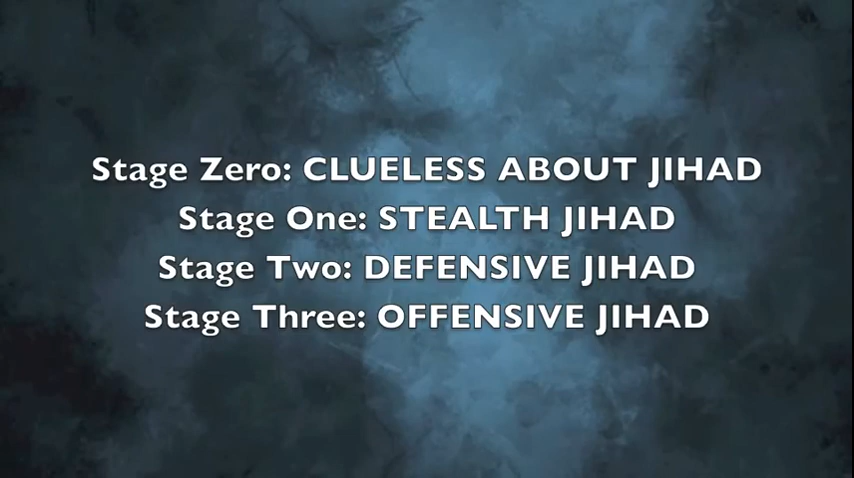 Stage Zero: CLUELESS ABOUT JIHAD
Stage One: STEALTH JIHAD
Stage Two: DEFENSIVE JIHAD
Stage Three: OFFENSIVE JIHAD